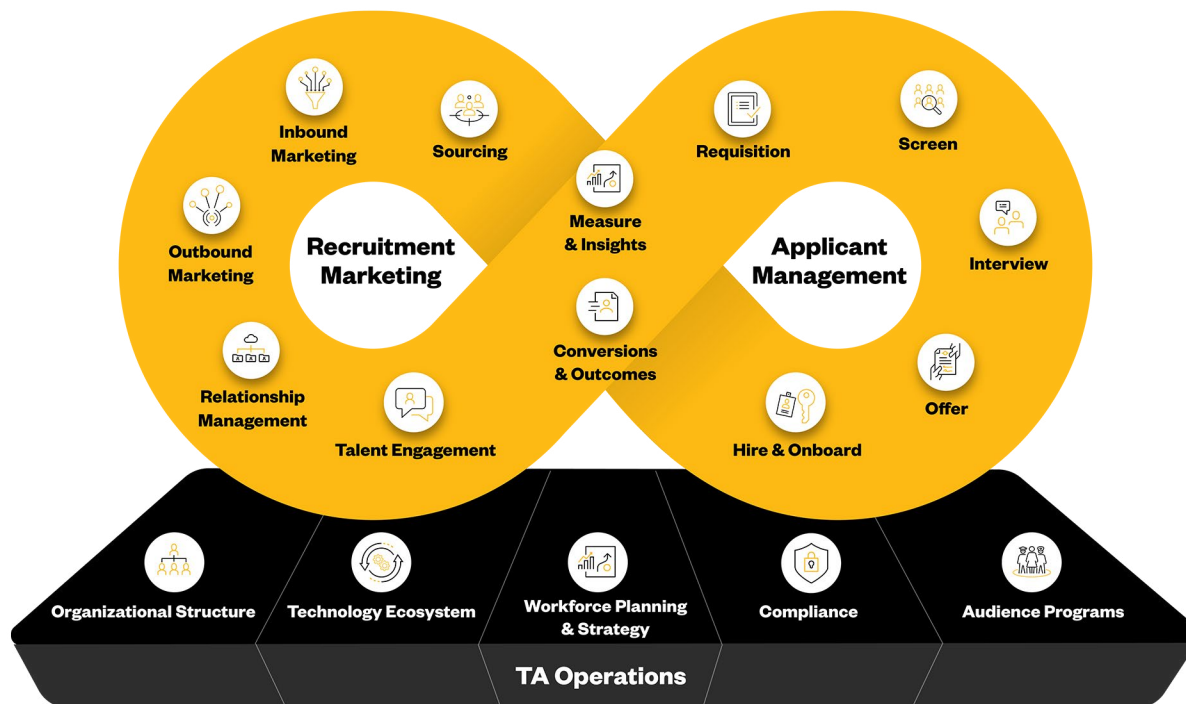 Inbound
Marketing
Sourcing
Outbound
Marketing
Recruitment
Marketing
Relationship
Management
Talent Engagement
Measure
& Insights
Conversions
& Outcomes
Requisition
Screen
Applicant
Management
Interview
Offer
Hire & Onboard
Organizational Structure
Technology Ecosystem
Workforce Planning
& Strategy
Compliance
Audience Programs
TA Operations